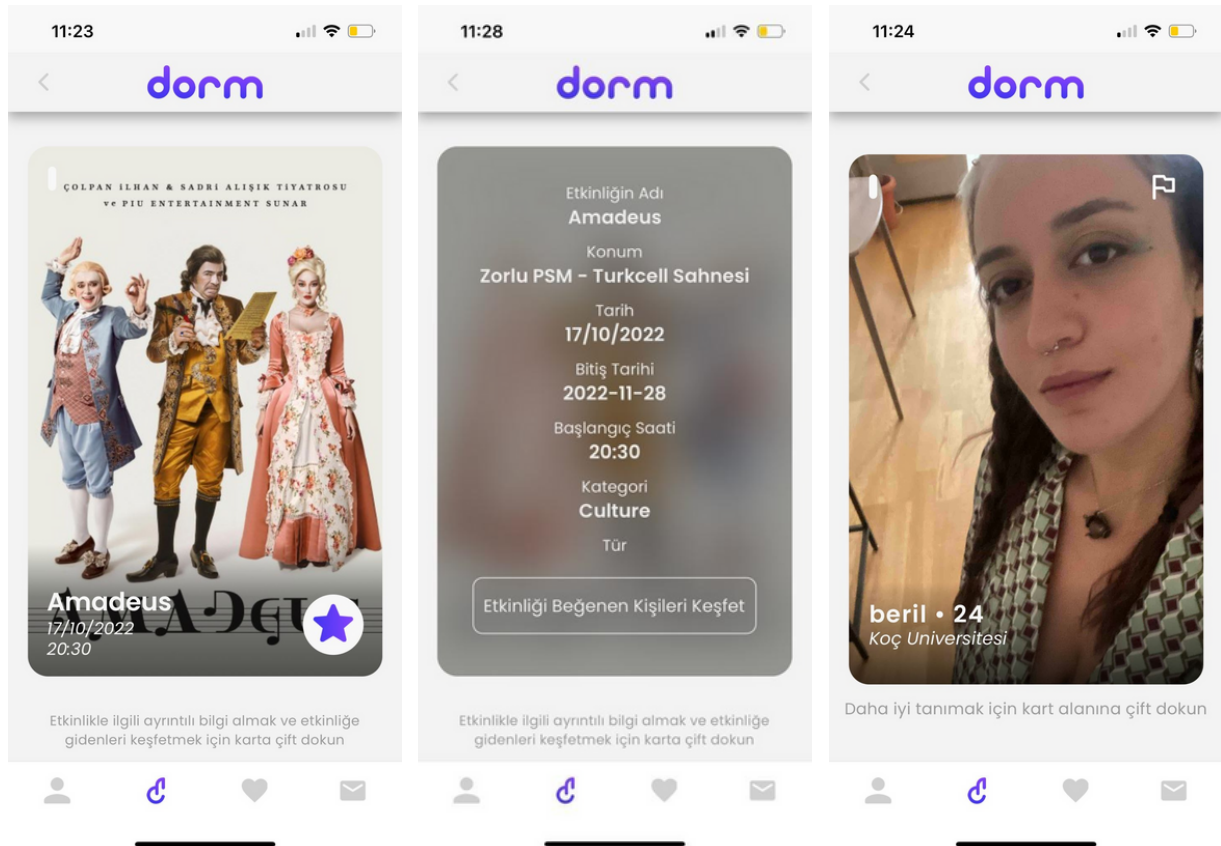 11:23
dorm
ÇOLPAN İLHAN & SADRİ ALIŞIK TİYATROSU
ve PIU ENTERTAINMENT SUNAR
AMADEUS
Amadeus
17/10/2022
20:30
Etkinlikle ilgili ayrıntılı bilgi almak ve etkinliğe
gidenleri keşfetmek için karta çift dokun
11:28
dorm
Etkinliğin Adı
Amadeus
Konum
Zorlu PSM - Turkcell Sahnesi
Tarih
17/10/2022
Bitiş Tarihi
2022-11-28
Başlangıç Saati
20:30
Kategori
Culture
Tür
Etkinliği Beğenen Kişileri Keşfet
Etkinlikle ilgili ayrıntılı bilgi almak ve etkinliğe
gidenleri keşfetmek için karta çift dokun
11:24
dorm
beril • 24
Koç Universitesi
Daha iyi tanımak için kart alanına çift dokun